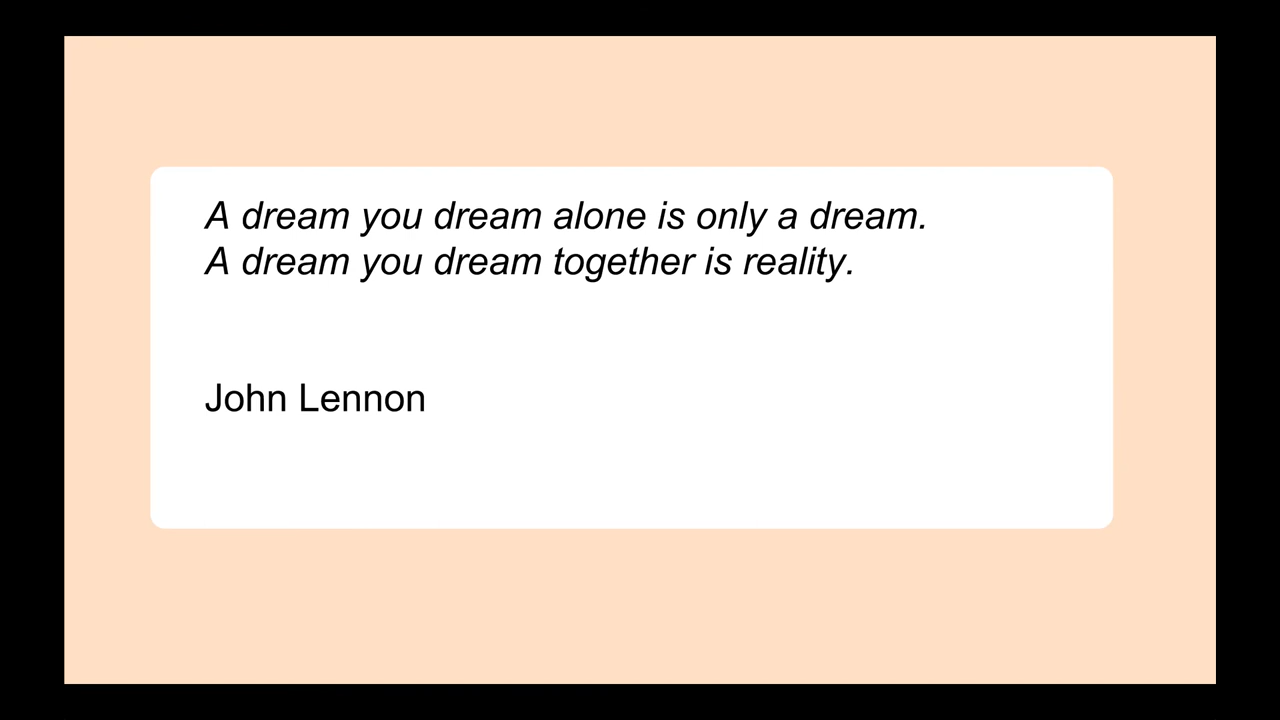 A dream you dream alone is only a dream.
A dream you dream together is reality.
John Lennon